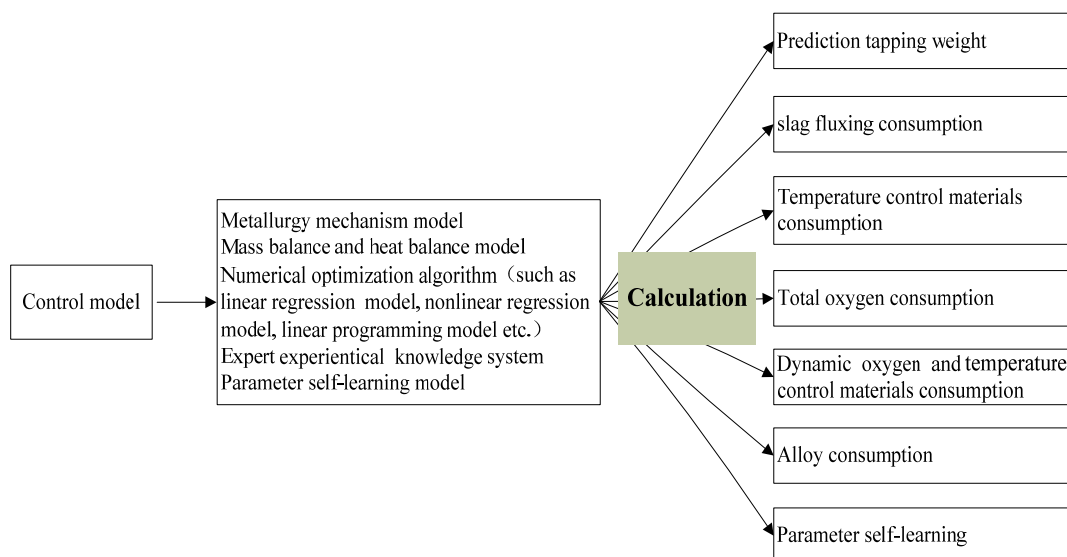 Control model
Metallurgy mechanism model
Mass balance and heat balance model
Numerical optimization algorithm（such as
linear regression model, nonlinear regression
model, linear programming model etc.）
Expert experientical knowledge system
Parameter self-learning model
Calculation
Prediction tapping weight
slag fluxing consumption
Temperature control materials
consumption
Total oxygen consumption
Dynamic oxygen and temperature
control materials consumption
Alloy consumption
Parameter self-learning